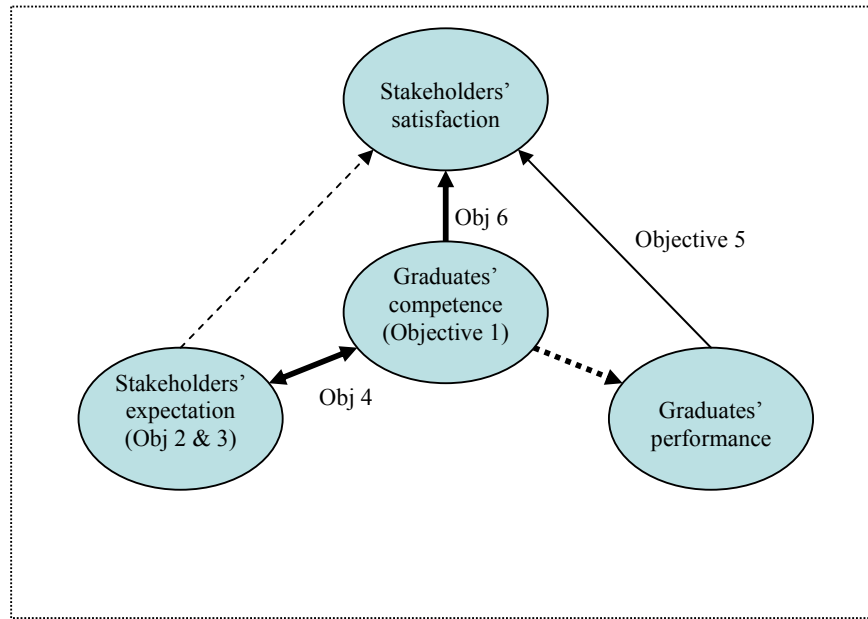 Stakeholders’
satisfaction
Obj 6
Objective 5
Graduates’
competence
(Objective 1)
Stakeholders’
expectation
(Obj 2 & 3)
Obj 4
Graduates’
performance